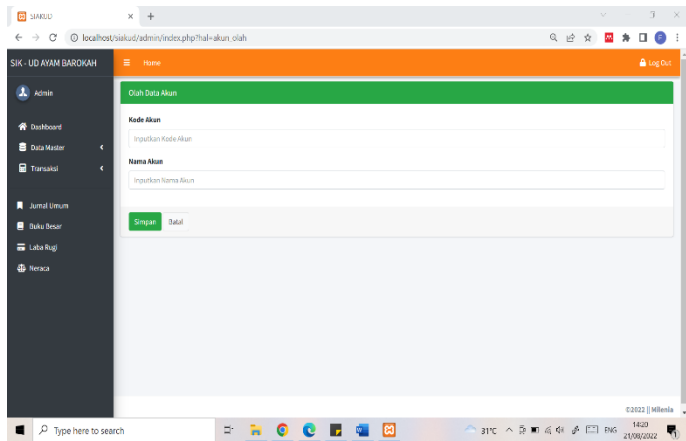 SIAKUD
localhost/siakud/admin/index.php?hal=akun_olah
SIK - UD AYAM BAROKAH
Home
Log Out
Admin
Olah Data Akun
Kode Akun
Inputkan Kode Akun
Nama Akun
Inputkan Nama Akun
Simpan
Batal
Dashboard
Data Master
Transaksi
Jurnal Umum
Buku Besar
Laba Rugi
Neraca
©2022 || Milenia
Type here to search
31°C
ENG
14:20
21/08/2022